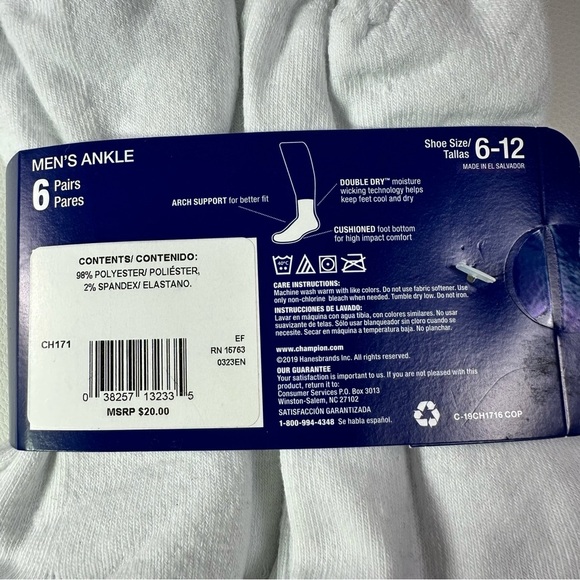 MEN'S ANKLE
6 Pairs
Pares
ARCH SUPPORT for better fit
DOUBLE DRY™ moisture
wicking technology helps
keep feet cool and dry
CUSHIONED foot bottom
for high impact comfort
Shoe Size/
Tallas 6-12
MADE IN EL SALVADOR
CONTENTS/ CONTENIDO:
98% POLYESTER/ POLIÉSTER,
2% SPANDEX/ ELASTANO.
CH171
EF
RN 15763
0323EN
0 38257 13233 5
MSRP $20.00
40°C
CARE INSTRUCTIONS:
Machine wash warm with like colors. Do not use fabric softener. Use
only non-chlorine bleach when needed. Tumble dry low. Do not iron.
INSTRUCCIONES DE LAVADO:
Lavar en máquina con agua tibia, con colores similares. No usar
suavizante de telas. Sólo usar blanqueador sin cloro cuando se
necesario. Secar en máquina a temperatura baja. No planchar.
www.champion.com
©2019 Hanesbrands Inc. All rights reserved.
OUR GUARANTEE
Your satisfaction is important to us. If you are not pleased with this
product, return it to:
Consumer Services P.O. Box 3013
Winston-Salem, NC 27102
SATISFACCIÓN GARANTIZADA
1-800-994-4348 Se habla español.
C-19CH1716 COP